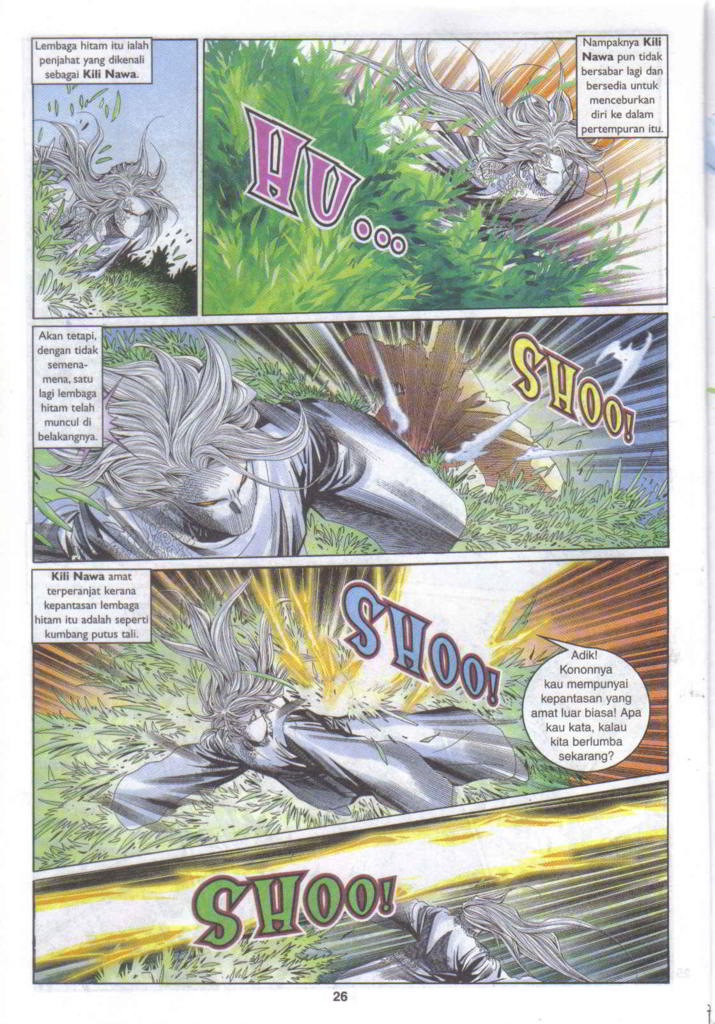 Lembaga hitam itu ialah
penjahat yang dikenali
sebagai Kili Nawa.
HU...
Nampaknya Kili
Nawa pun tidak
bersabar lagi dan
bersedia untuk
menceburkan
diri ke dalam
pertempuran itu.
Akan tetapi,
dengan tidak
semena-
mena, satu
lagi lembaga
hitam telah
muncul di
belakangnya.
SHOO!
Kili Nawa amat
terperanjat kerana
kepantasan lembaga
hitam itu adalah seperti
kumbang putus tali.
SHOO!
Adik!
Kononnya
kau mempunyai
kepantasan yang
amat luar biasa! Apa
kau kata, kalau
kita berlumba
sekarang?
SHOO!
26